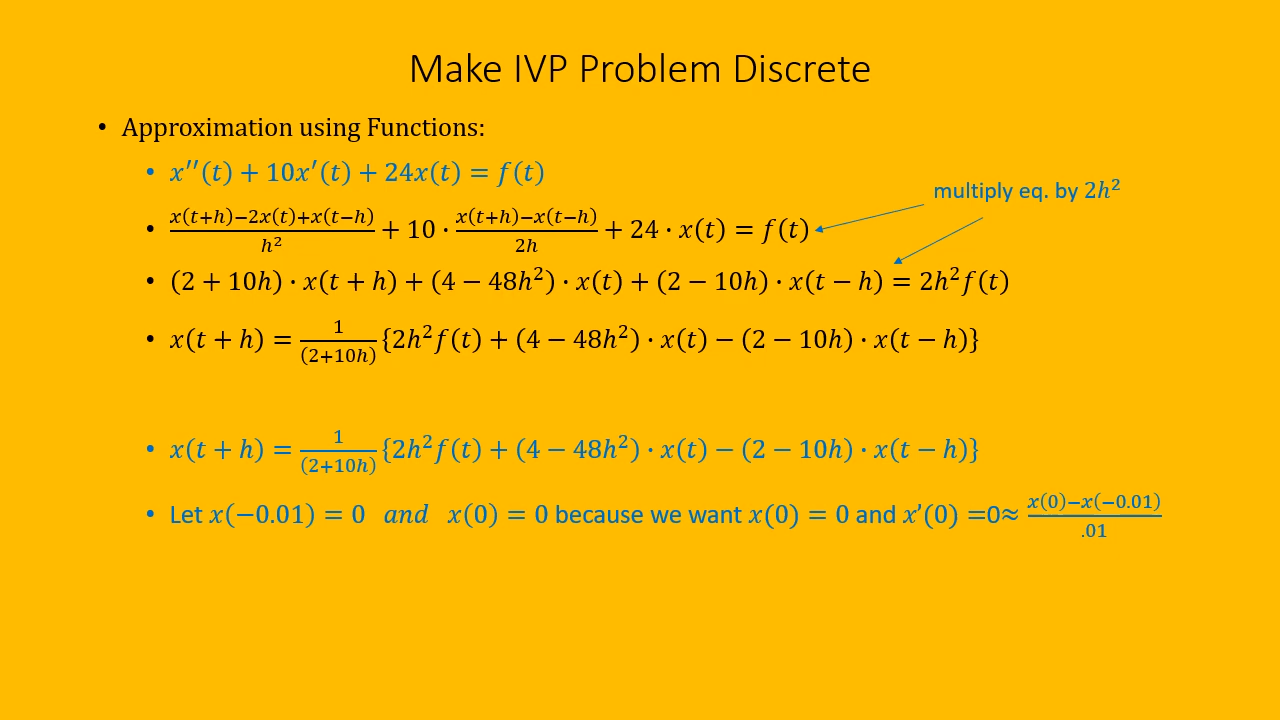 Make IVP Problem Discrete
• Approximation using Functions:
• x′′(t) + 10x′(t) + 24x(t) = f(t)
multiply eq. by 2h²
• (x(t+h)−2x(t)+x(t−h))/h² + 10 · (x(t+h)−x(t−h))/2h + 24 · x(t) = f(t)
• (2 + 10h) · x(t + h) + (4 − 48h²) · x(t) + (2 − 10h) · x(t − h) = 2h²f(t)
• x(t + h) = 1/(2+10h) {2h²f(t) + (4 − 48h²) · x(t) − (2 − 10h) · x(t − h)}
• x(t + h) = 1/(2+10h) {2h²f(t) + (4 − 48h²) · x(t) − (2 − 10h) · x(t − h)}
• Let x(−0.01) = 0 and x(0) = 0 because we want x(0) = 0 and x’(0) =0≈ (x(0)−x(−0.01))/.01